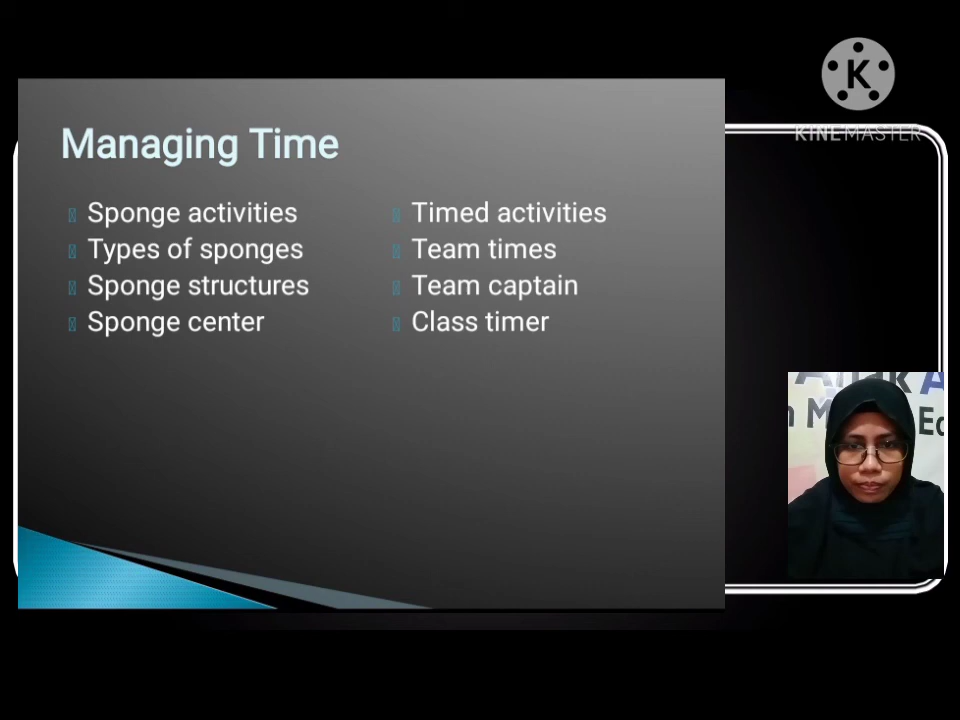 KINEMASTER
Managing Time
Sponge activities
Types of sponges
Sponge structures
Sponge center
Timed activities
Team times
Team captain
Class timer